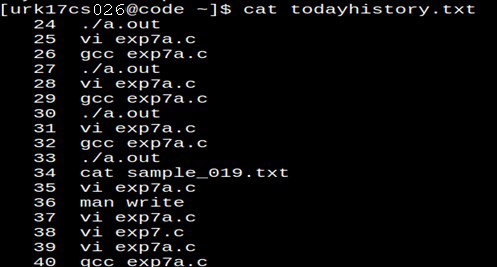 [urk17cs026@code ~]$ cat todayhistory.txt
24 ./a.out
25 vi exp7a.c
26 gcc exp7a.c
27 ./a.out
28 vi exp7a.c
29 gcc exp7a.c
30 ./a.out
31 vi exp7a.c
32 gcc exp7a.c
33 ./a.out
34 cat sample_019.txt
35 vi exp7a.c
36 man write
37 vi exp7a.c
38 vi exp7.c
39 vi exp7a.c
40 gcc exp7a.c